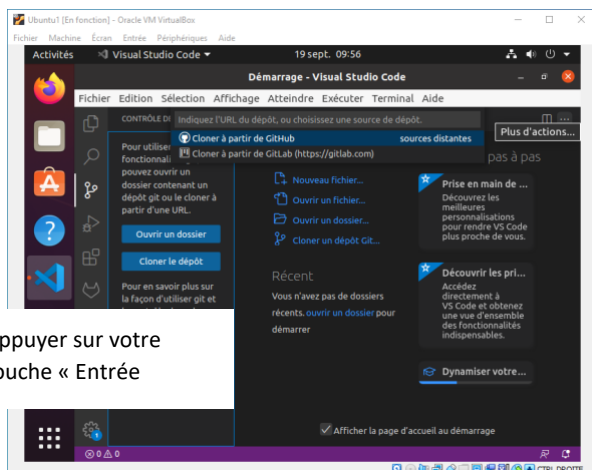 Ubuntu1 [En fonction] - Oracle VM VirtualBox
Fichier Machine Écran Entrée Périphériques Aide
Activités Visual Studio Code 19 sept. 09:56
Démarrage - Visual Studio Code
Fichier Edition Sélection Affichage Atteindre Exécuter Terminal Aide
CONTRÔLE D
Indiquez l'URL du dépôt, ou choisissez une source de dépôt.
Cloner à partir de GitHub sources distantes
Cloner à partir de GitLab (https://gitlab.com)
Plus d'actions...
Pour utiliser
fonctionnali
pouvez ouvrir un
dossier contenant un
dépôt git ou le cloner à
partir d'une URL.
Ouvrir un dossier
Cloner le dépôt
Pour en savoir plus sur
la façon d'utiliser git et
Nouveau fichier...
Ouvrir un fichier...
Ouvrir un dossier...
Cloner un dépôt Git...
Récent
Vous n'avez pas de dossiers
récents. ouvrir un dossier pour
démarrer
pas à pas
Prise en main de ...
Découvrez les
meilleures
personnalisations
pour rendre VS Code
plus proche de vous.
Découvrir les pri...
Accédez
directement à
VS Code et obtenez
une vue d'ensemble
des fonctionnalités
indispensables.
Dynamiser votre...
Afficher la page d'accueil au démarrage
ppuyer sur votre
ouche « Entrée
0 0
CTRL DROITE